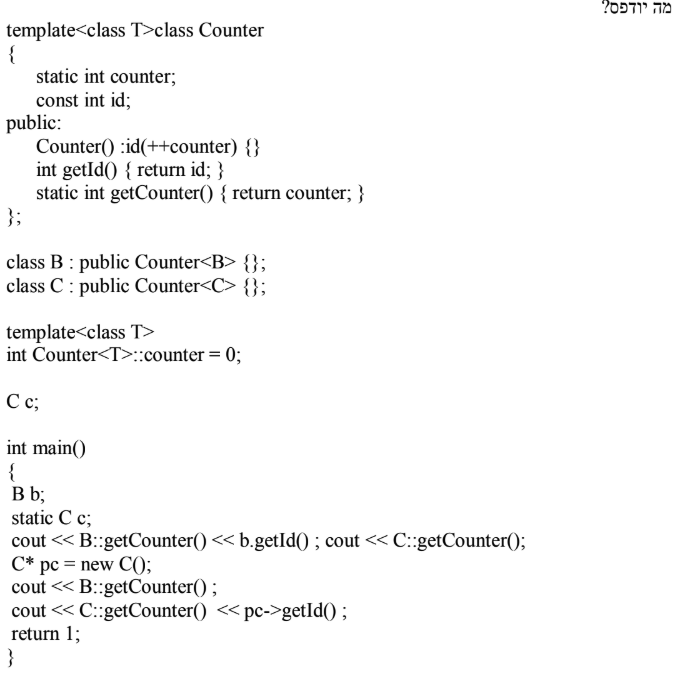 מה יודפס?
template<class T>class Counter
{
static int counter;
const int id;
public:
Counter() :id(++counter) {}
int getId() { return id; }
static int getCounter() { return counter; }
};
class B : public Counter<B> {};
class C : public Counter<C> {};
template<class T>
int Counter<T>::counter = 0;
C c;
int main()
{
B b;
static C c;
cout << B::getCounter() << b.getId() ; cout << C::getCounter();
C* pc = new C();
cout << B::getCounter() ;
cout << C::getCounter() << pc->getId() ;
return 1;
}